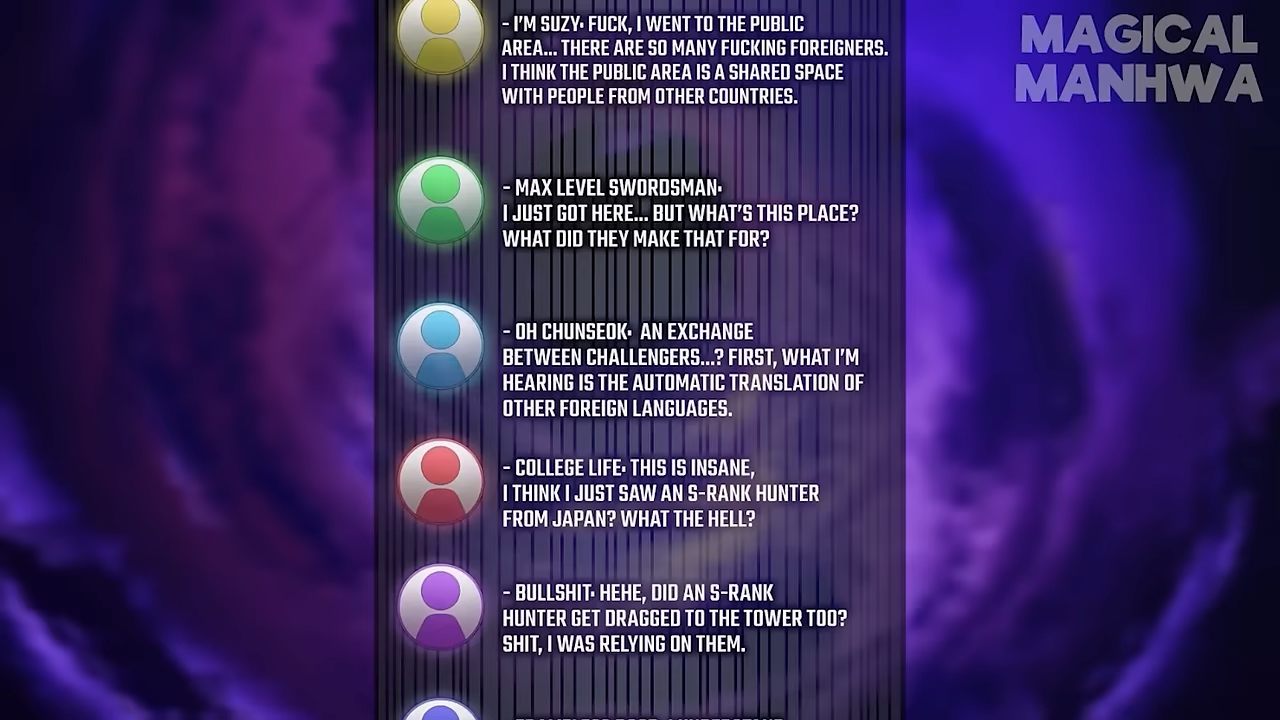 - I'M SUZY: FUCK, I WENT TO THE PUBLIC
AREA... THERE ARE SO MANY FUCKING FOREIGNERS.
I THINK THE PUBLIC AREA IS A SHARED SPACE
WITH PEOPLE FROM OTHER COUNTRIES.
MAGICAL
MANHWA
- MAX LEVEL SWORDSMAN:
I JUST GOT HERE... BUT WHAT'S THIS PLACE?
WHAT DID THEY MAKE THAT FOR?
- OH CHUNSEOK: AN EXCHANGE
BETWEEN CHALLENGERS...? FIRST, WHAT I'M
HEARING IS THE AUTOMATIC TRANSLATION OF
OTHER FOREIGN LANGUAGES.
- COLLEGE LIFE: THIS IS INSANE,
I THINK I JUST SAW AN S-RANK HUNTER
FROM JAPAN? WHAT THE HELL?
- BULLSHIT: HEHE, DID AN S-RANK
HUNTER GET DRAGGED TO THE TOWER TOO?
SHIT, I WAS RELYING ON THEM.